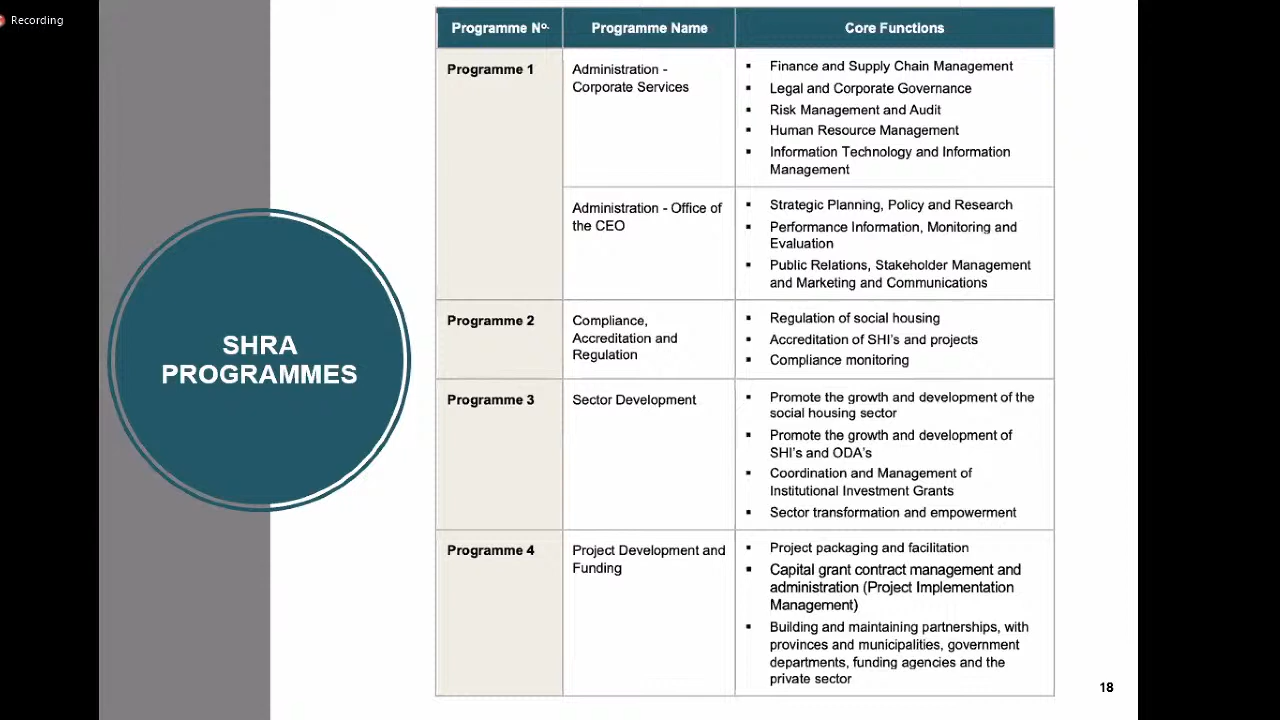 Recording
SHRA
PROGRAMMES
Programme Nº. Programme Name Core Functions
Programme 1
Administration -
Corporate Services
▪ Finance and Supply Chain Management
▪ Legal and Corporate Governance
▪ Risk Management and Audit
▪ Human Resource Management
▪ Information Technology and Information
Management
Administration - Office of
the CEO
▪ Strategic Planning, Policy and Research
▪ Performance Information, Monitoring and
Evaluation
▪ Public Relations, Stakeholder Management
and Marketing and Communications
Programme 2
Compliance,
Accreditation and
Regulation
▪ Regulation of social housing
▪ Accreditation of SHI's and projects
▪ Compliance monitoring
Programme 3
Sector Development
▪ Promote the growth and development of the
social housing sector
▪ Promote the growth and development of
SHI's and ODA's
▪ Coordination and Management of
Institutional Investment Grants
▪ Sector transformation and empowerment
Programme 4
Project Development and
Funding
▪ Project packaging and facilitation
▪ Capital grant contract management and
administration (Project Implementation
Management)
▪ Building and maintaining partnerships, with
provinces and municipalities, government
departments, funding agencies and the
private sector
18